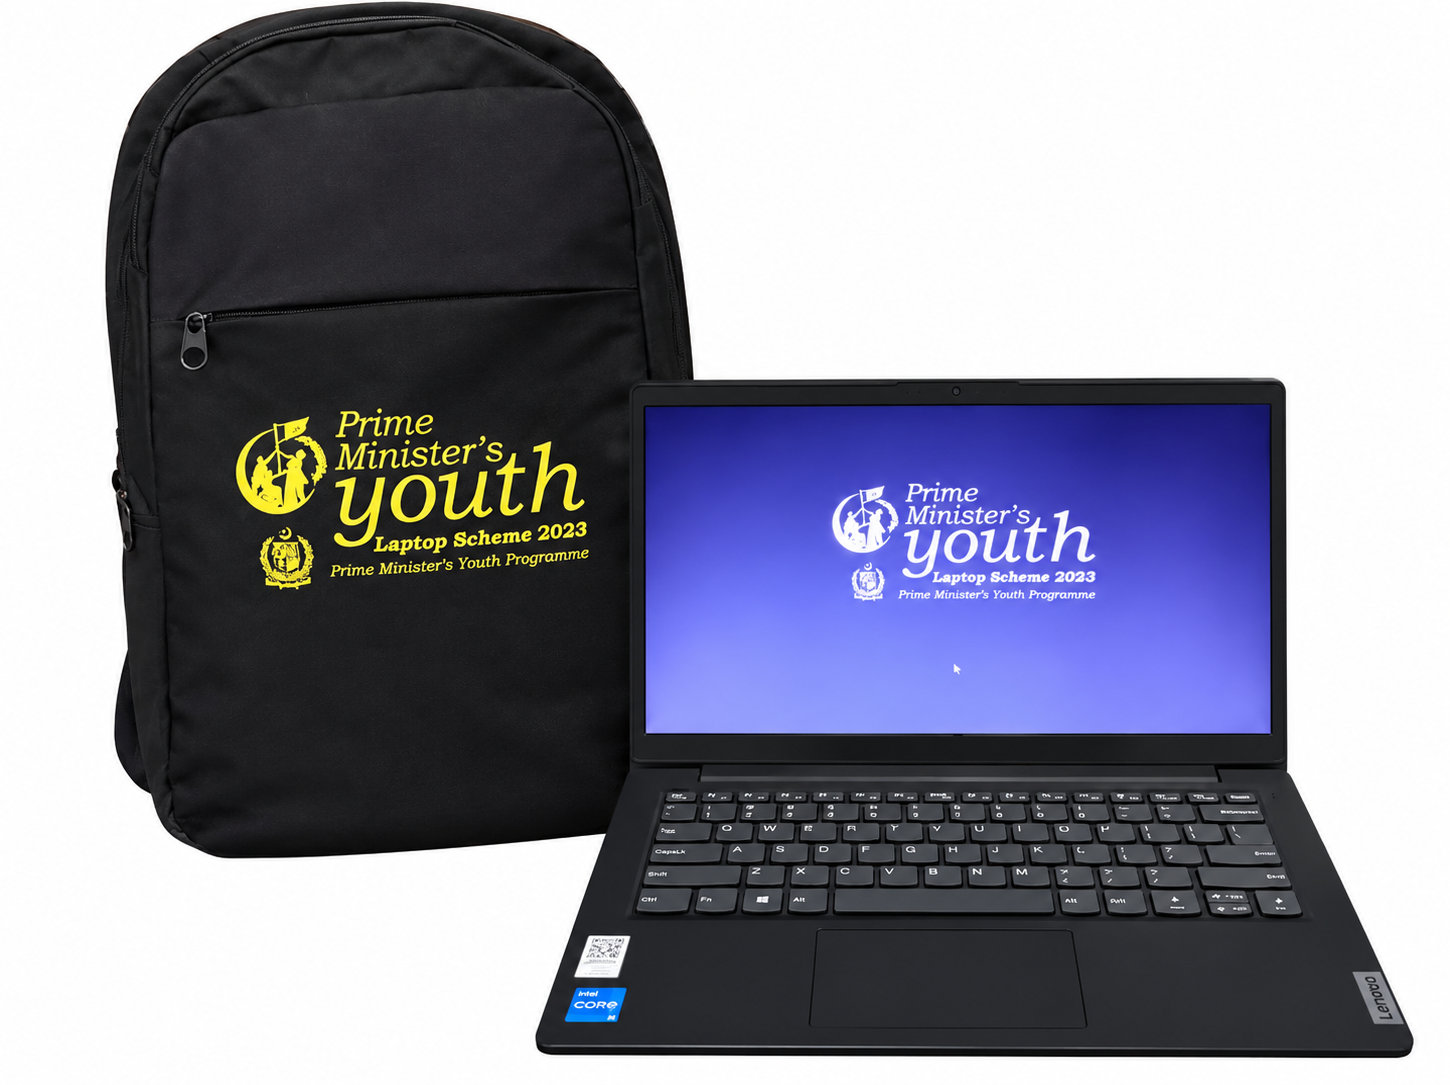 Prime
Minister's
youth
Laptop Scheme 2023
Prime Minister's Youth Programme
Prime
Minister's
youth
Laptop Scheme 2023
Prime Minister's Youth Programme
Q W E R T Y U I O P
CapsLk A S D F G H J K L
Shift Z X C V B N M
Ctrl Fn Alt Alt
intel
CORE
Lenovo